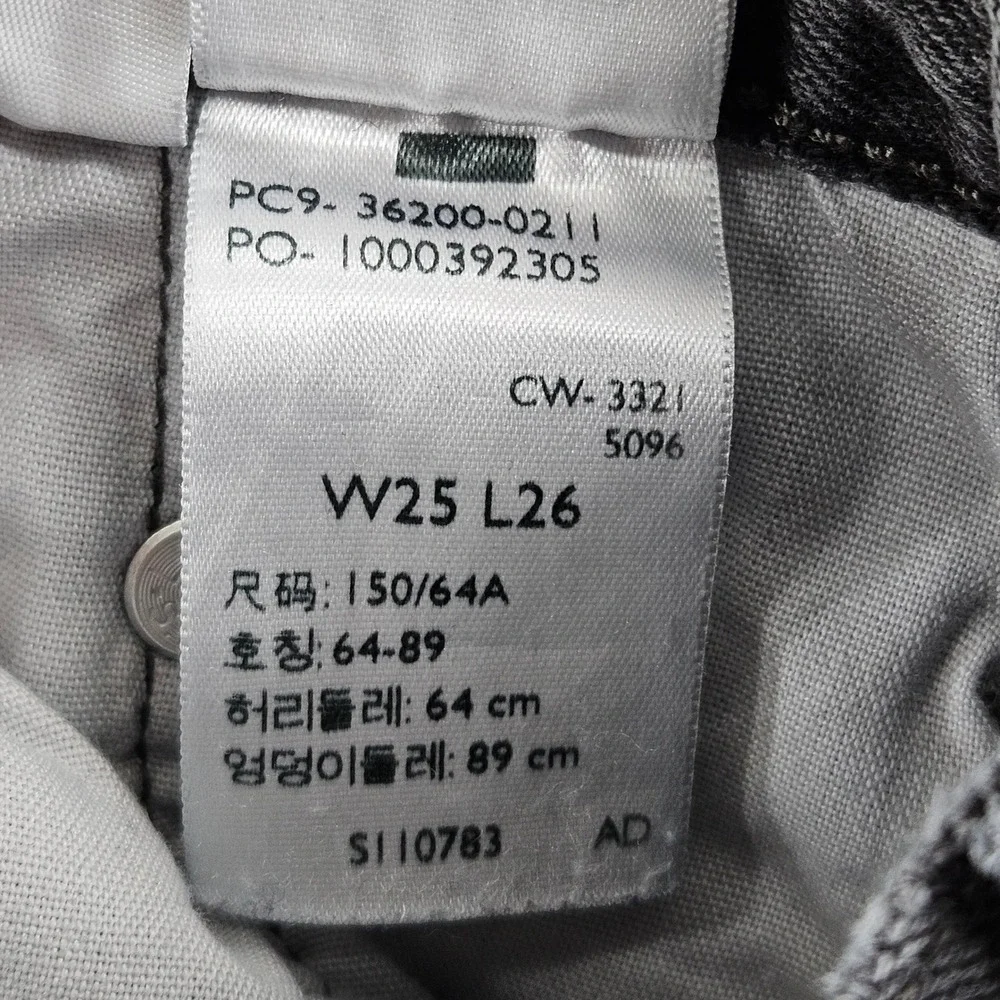 PC9- 36200-0211
PO- 1000392305
CW- 3321
5096
W25 L26
尺码: 150/64A
호칭: 64-89
허리둘레: 64 cm
엉덩이둘레: 89 cm
S110783 AD